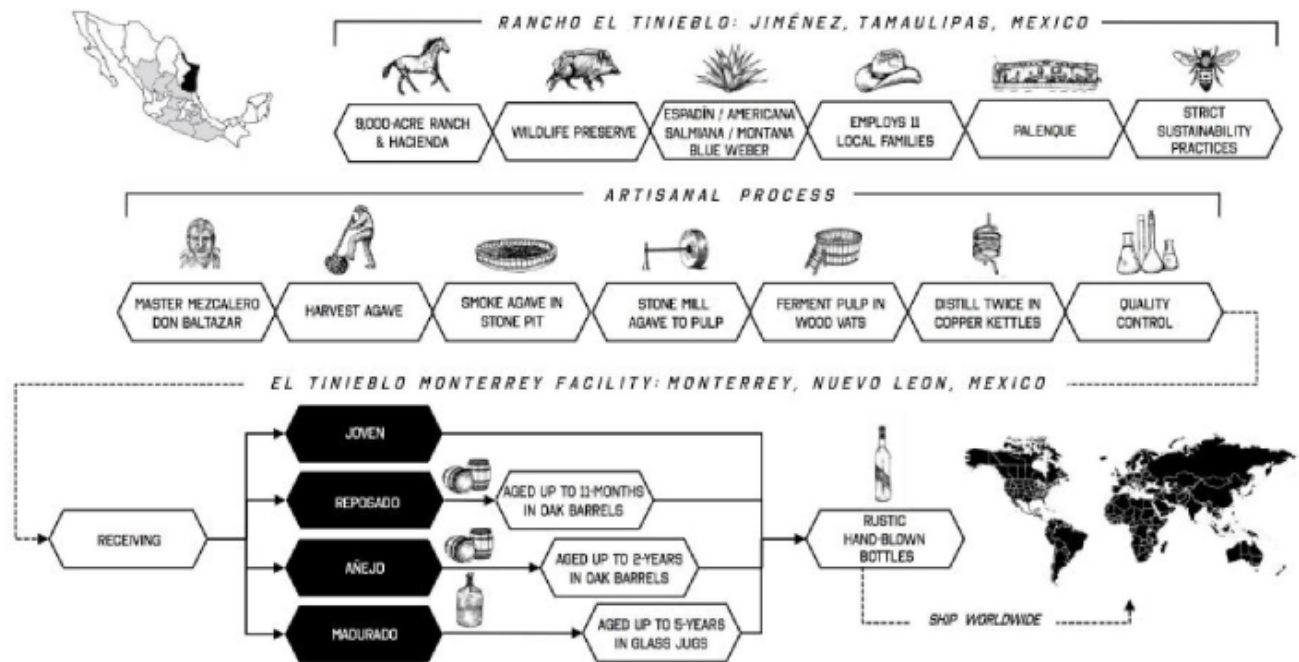 RANCHO EL TINIEBLO: JIMÉNEZ, TAMAULIPAS, MEXICO
9,000-ACRE RANCH
& HACIENDA
WILDLIFE PRESERVE
ESPADÍN / AMERICANA
SALMIANA / MONTANA
BLUE WEBER
EMPLOYS 11
LOCAL FAMILIES
PALENQUE
STRICT
SUSTAINABILITY
PRACTICES
ARTISANAL PROCESS
MASTER MEZCALERO
DON BALTAZAR
HARVEST AGAVE
SMOKE AGAVE IN
STONE PIT
STONE MILL
AGAVE TO PULP
FERMENT PULP IN
WOOD VATS
DISTILL TWICE IN
COPPER KETTLES
QUALITY
CONTROL
EL TINIEBLO MONTERREY FACILITY: MONTERREY, NUEVO LEON, MEXICO
RECEIVING
JOVEN
REPOGADO
AGED UP TO 11-MONTHS
IN OAK BARRELS
AÑEJO
AGED UP TO 2-YEARS
IN OAK BARRELS
MADURADO
AGED UP TO 5-YEARS
IN GLASS JUGS
RUSTIC
HAND-BLOWN
BOTTLES
SHIP WORLDWIDE